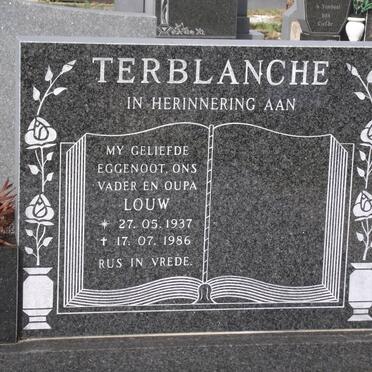 TERBLANCHE
IN HERINNERING AAN
MY GELIEFDE
EGGENOOT, ONS
VADER EN OUPA
LOUW
* 27. 05. 1937
† 17. 07. 1986
RUS IN VREDE.